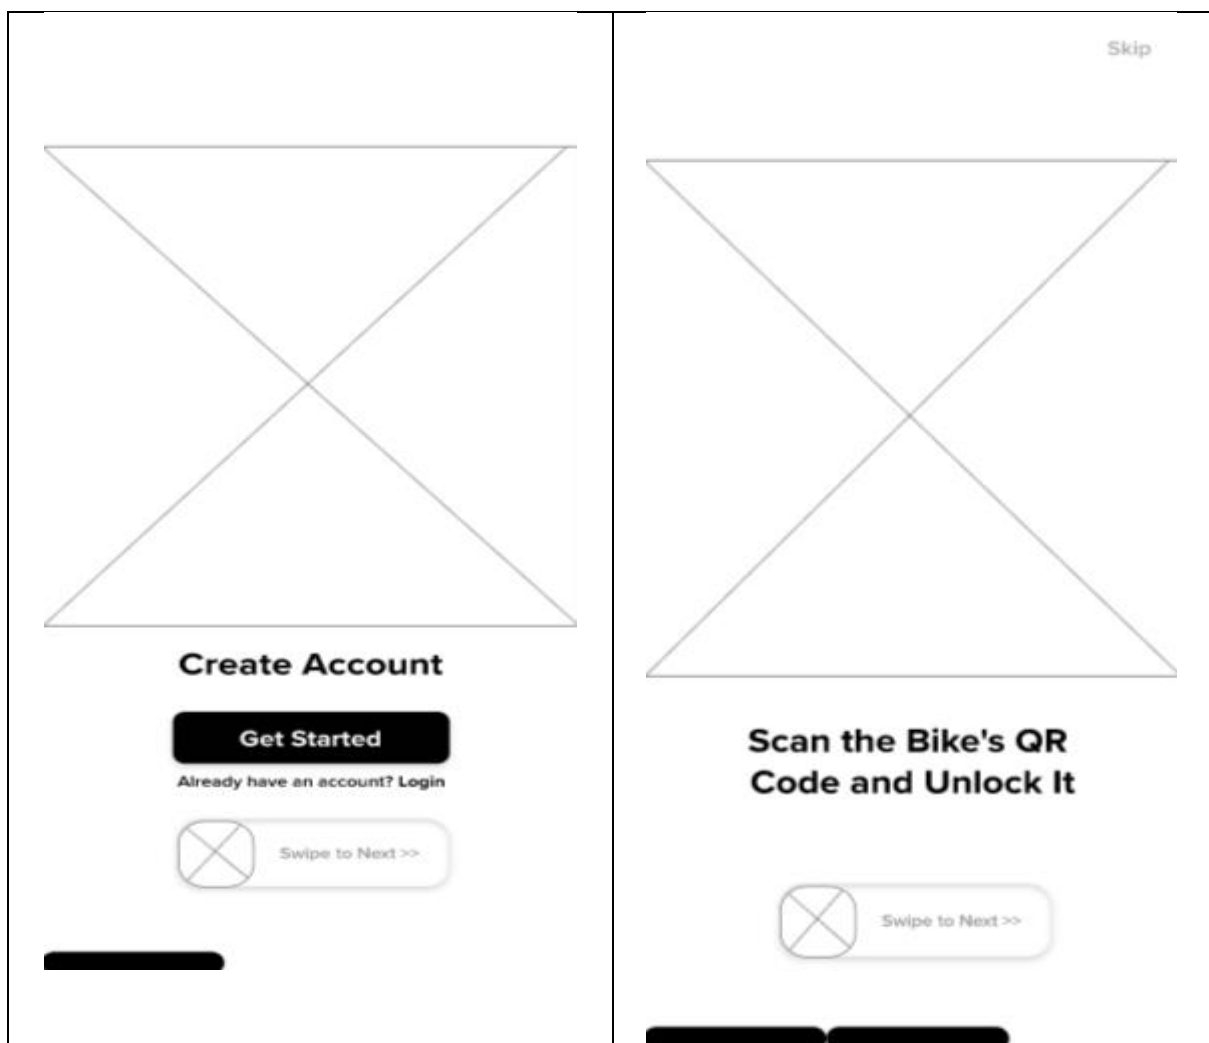 Create Account
Get Started
Already have an account? Login
Swipe to Next >>
Skip
Scan the Bike's QR
Code and Unlock It
Swipe to Next >>